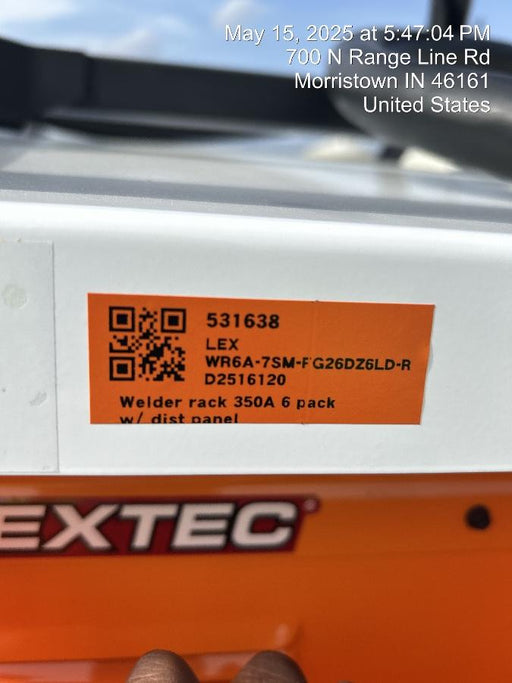 May 15, 2025 at 5:47:04 PM
700 N Range Line Rd
Morristown IN 46161
United States
531638
LEX
WR6A-7SM-FG26DZ6LD-R
D2516120
Welder rack 350A 6 pack
w/ dist panel
EXTEC